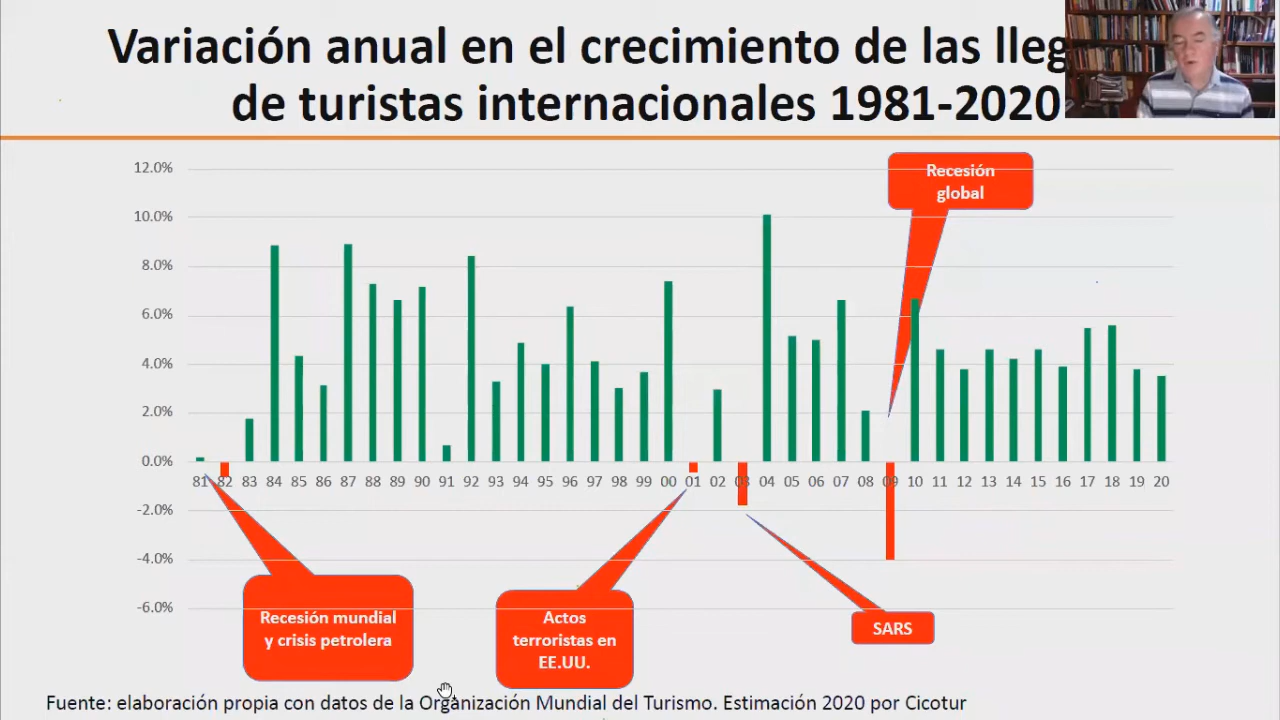 Variación anual en el crecimiento de las lleg
de turistas internacionales 1981-2020
12.0%
10.0%
8.0%
6.0%
4.0%
2.0%
0.0%
-2.0%
-4.0%
-6.0%
81 82 83 84 85 86 87 88 89 90 91 92 93 94 95 96 97 98 99 00 01 02 03 04 05 06 07 08 09 10 11 12 13 14 15 16 17 18 19 20
Recesión
global
Recesión mundial
y crisis petrolera
Actos
terroristas en
EE.UU.
SARS
Fuente: elaboración propia con datos de la Organización Mundial del Turismo. Estimación 2020 por Cicotur